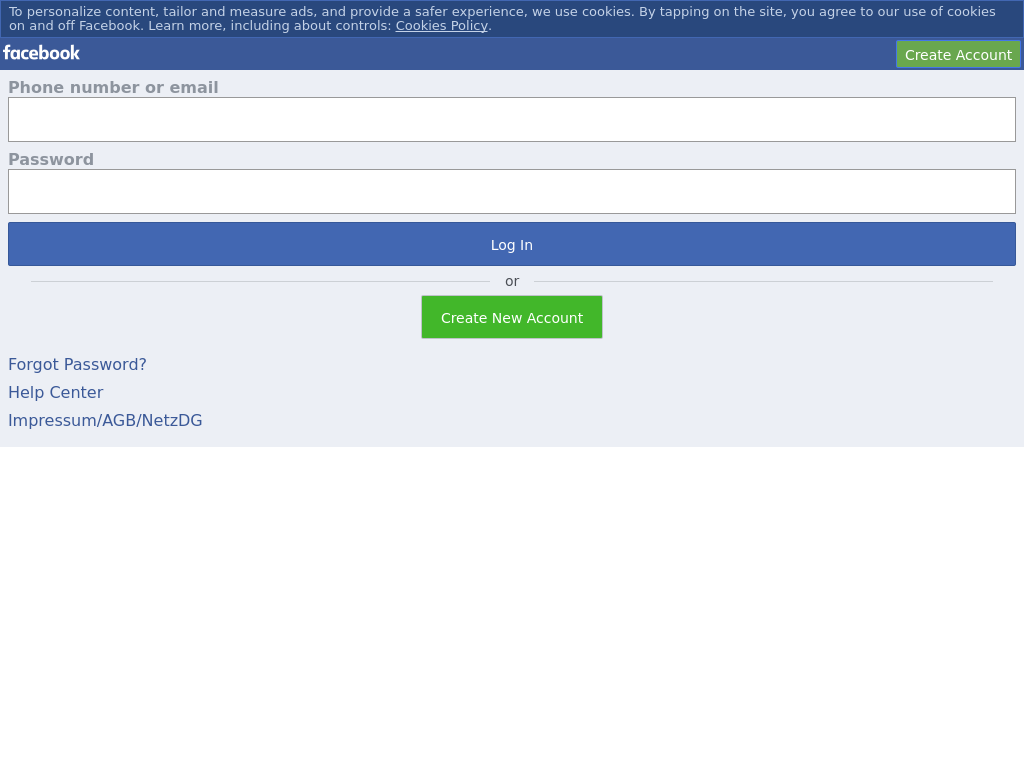 To personalize content, tailor and measure ads, and provide a safer experience, we use cookies. By tapping on the site, you agree to our use of cookies
on and off Facebook. Learn more, including about controls: Cookies Policy.
facebook
Create Account
Phone number or email
Password
Log In
or
Create New Account
Forgot Password?
Help Center
Impressum/AGB/NetzDG